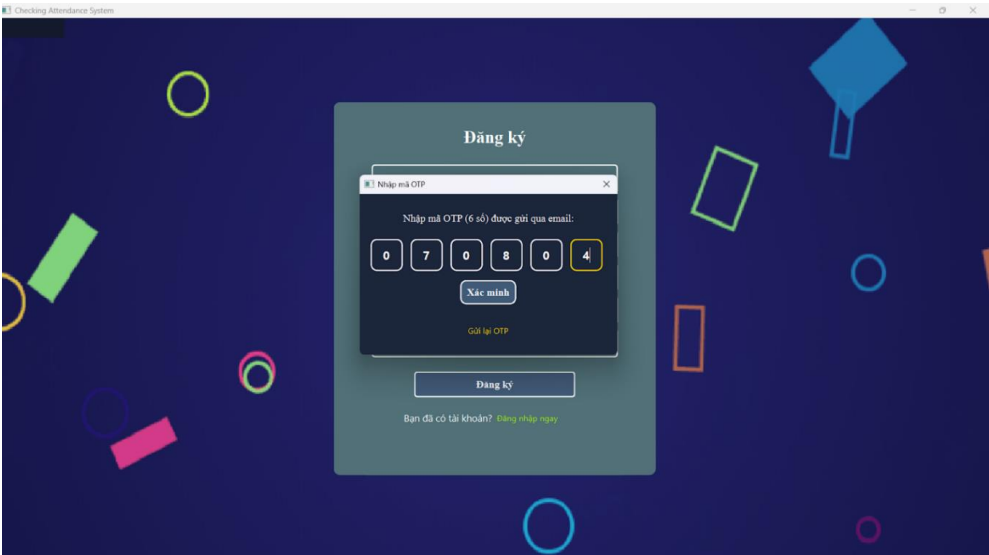 Checking Attendance System
Đăng ký
Nhập mã OTP
Nhập mã OTP (6 số) được gửi qua email:
0 7 0 8 0 4
Xác minh
Gửi lại OTP
Đăng ký
Bạn đã có tài khoản? Đăng nhập ngay